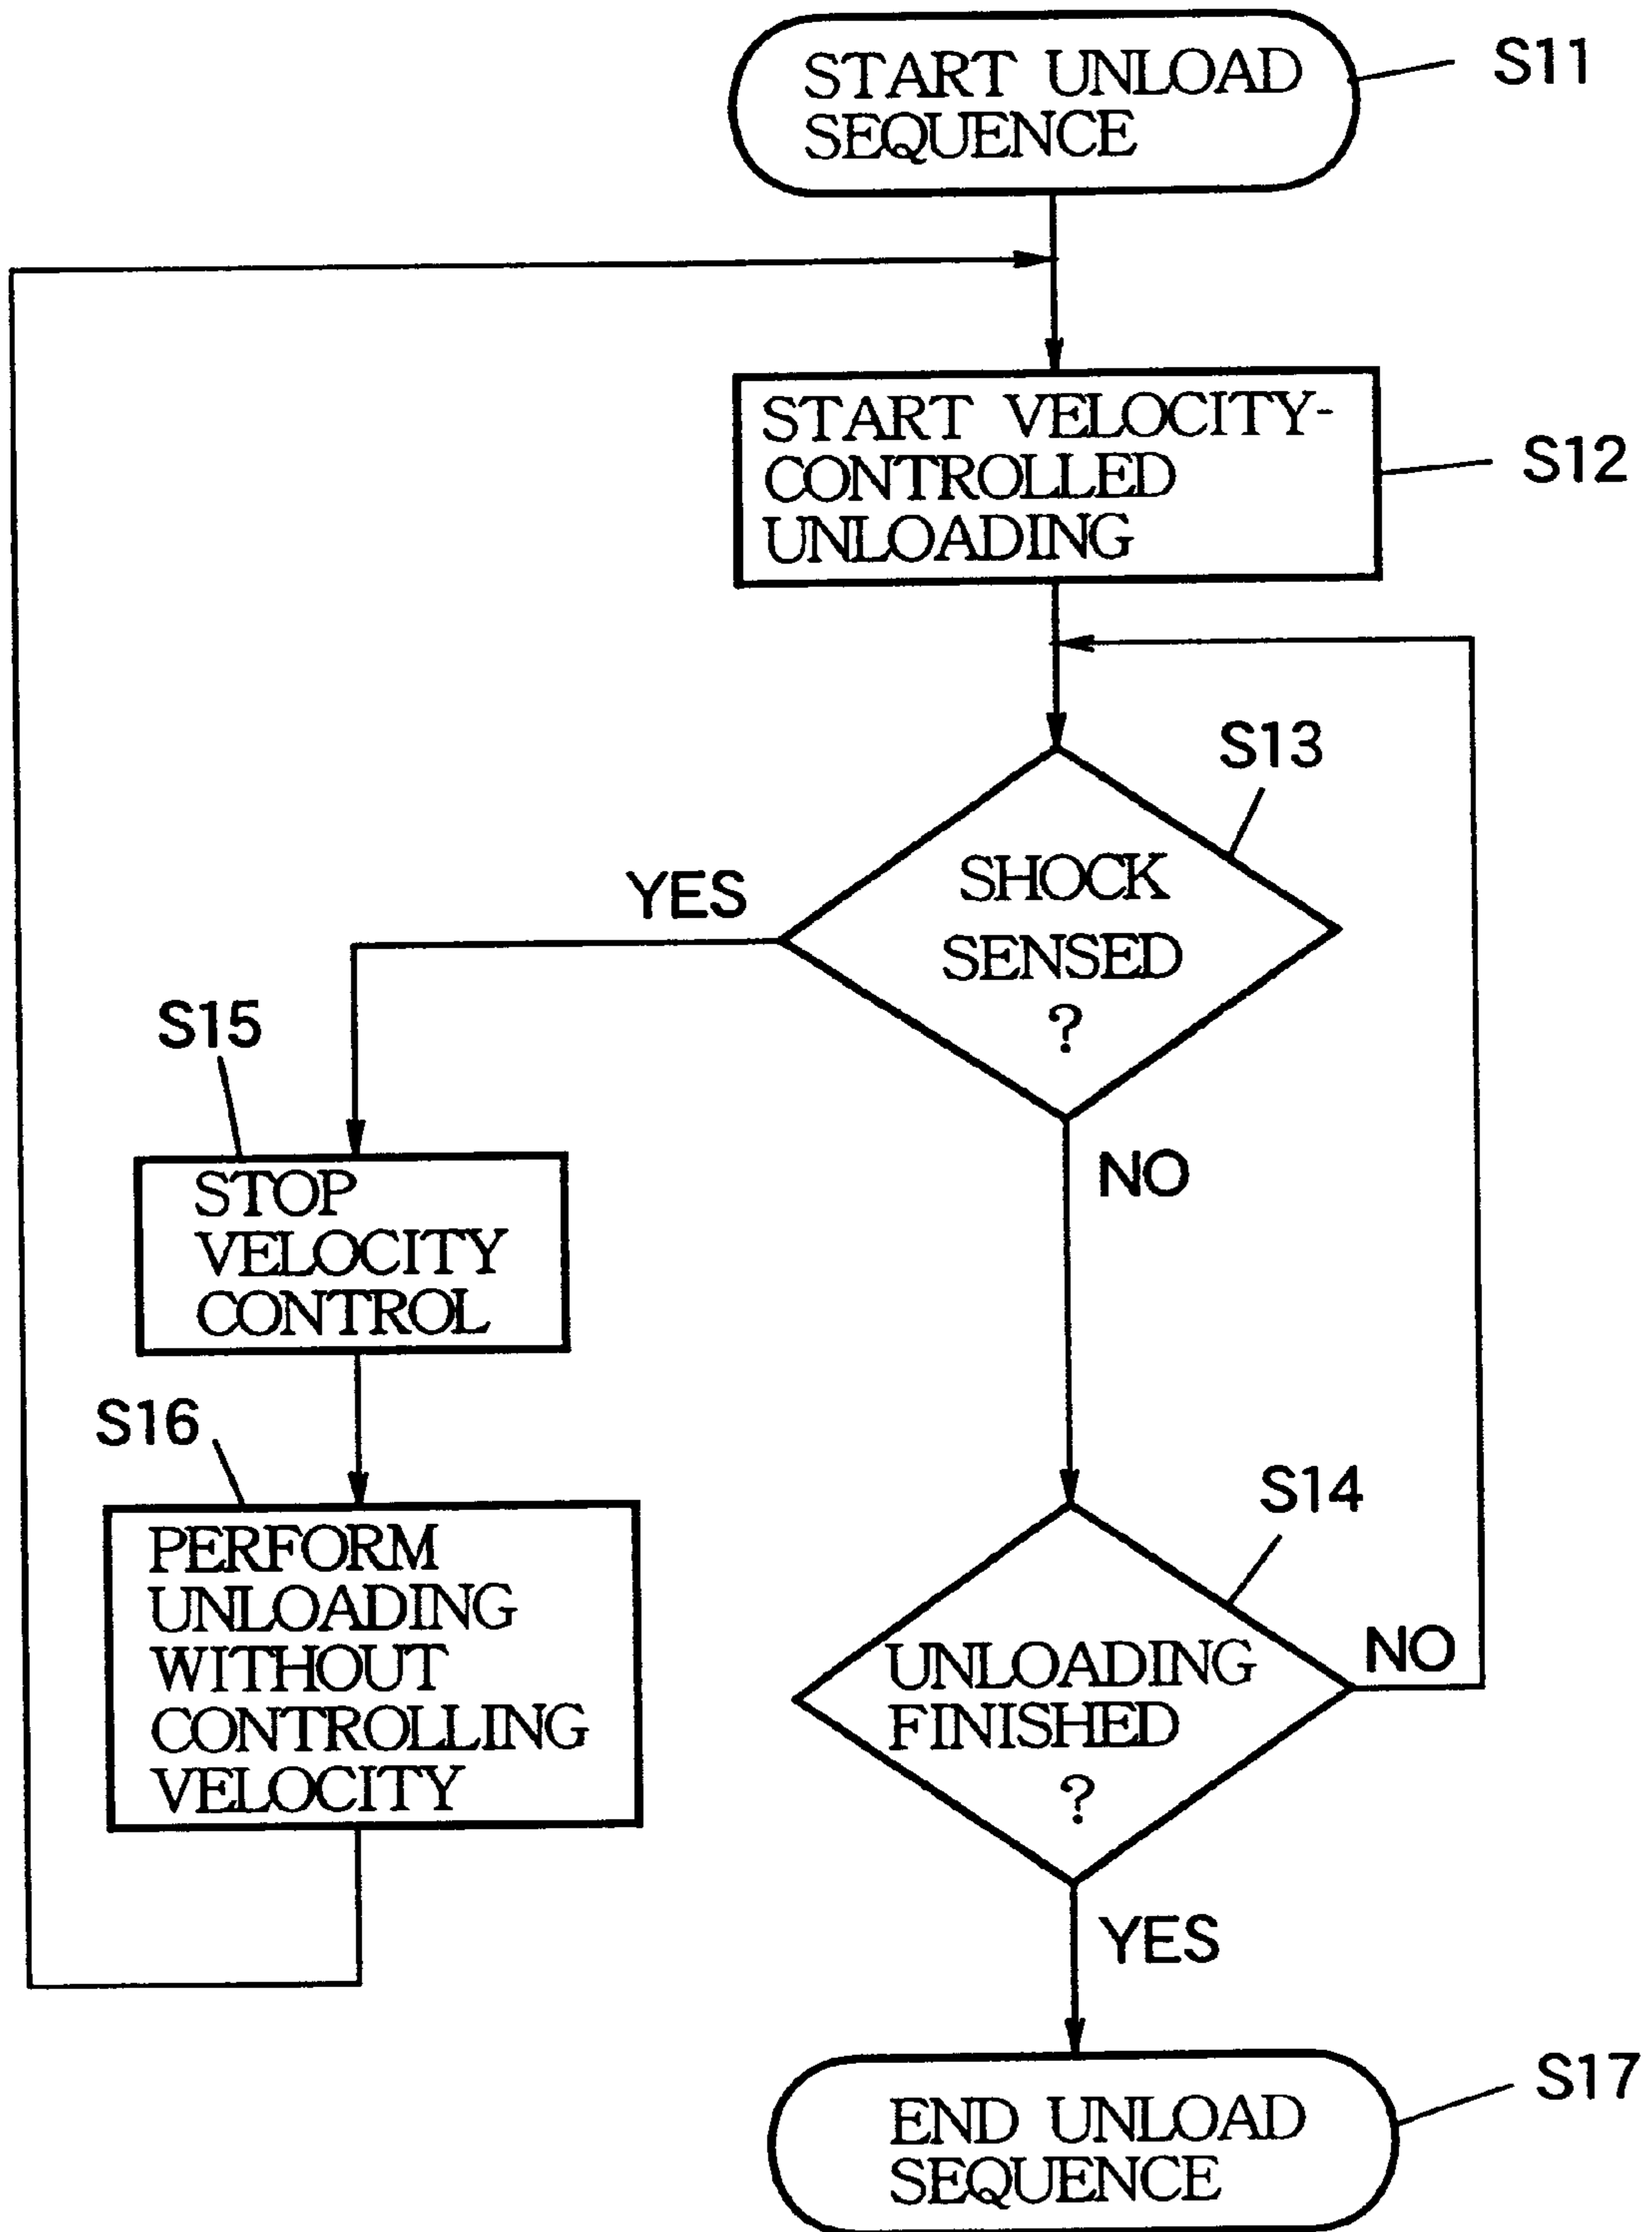 START UNLOAD
SEQUENCE
S11
START VELOCITY-
CONTROLLED
UNLOADING
S12
S13
SHOCK
SENSED
?
YES
NO
S15
STOP
VELOCITY
CONTROL
S16
PERFORM
UNLOADING
WITHOUT
CONTROLLING
VELOCITY
S14
UNLOADING
FINISHED
?
NO
YES
END UNLOAD
SEQUENCE
S17